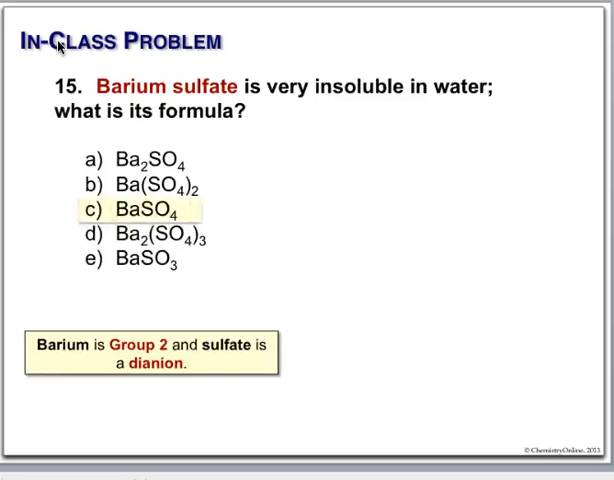 IN-CLASS PROBLEM
15. Barium sulfate is very insoluble in water;
what is its formula?
a) Ba₂SO₄
b) Ba(SO₄)₂
c) BaSO₄
d) Ba₂(SO₄)₃
e) BaSO₃
Barium is Group 2 and sulfate is
a dianion.
© ChemistryOnline, 2013